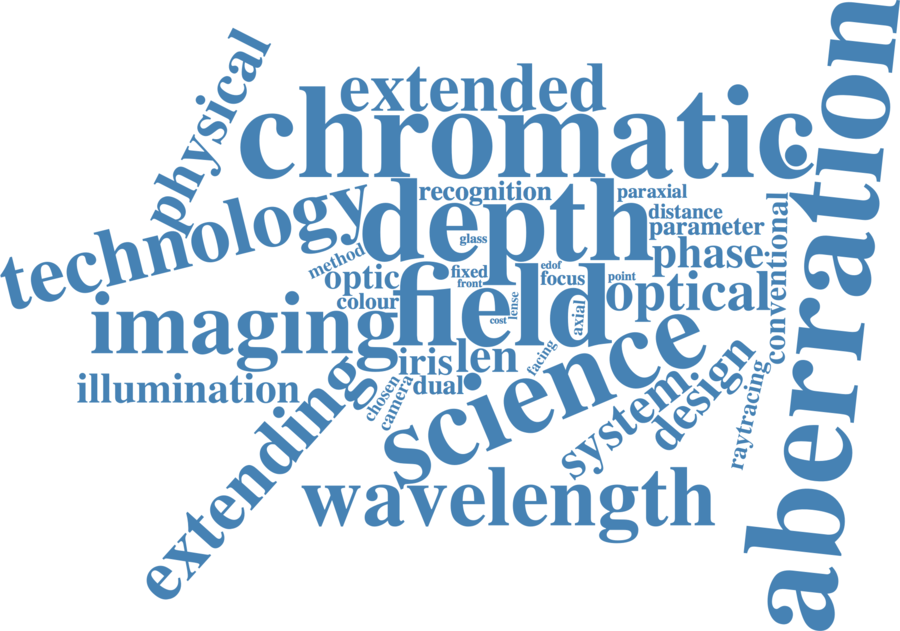 physical
extended
chromatic
aberration
technology
recognition
paraxial
depth
distance
parameter
glass
conventional
phase
method
optic
fixed
front
edof
focus
point
colour
field
optical
imaging
cost
lense
axial
science
iris
len
facing
illumination
extending
chosen
camera
dual
system
design
raytracing
wavelength